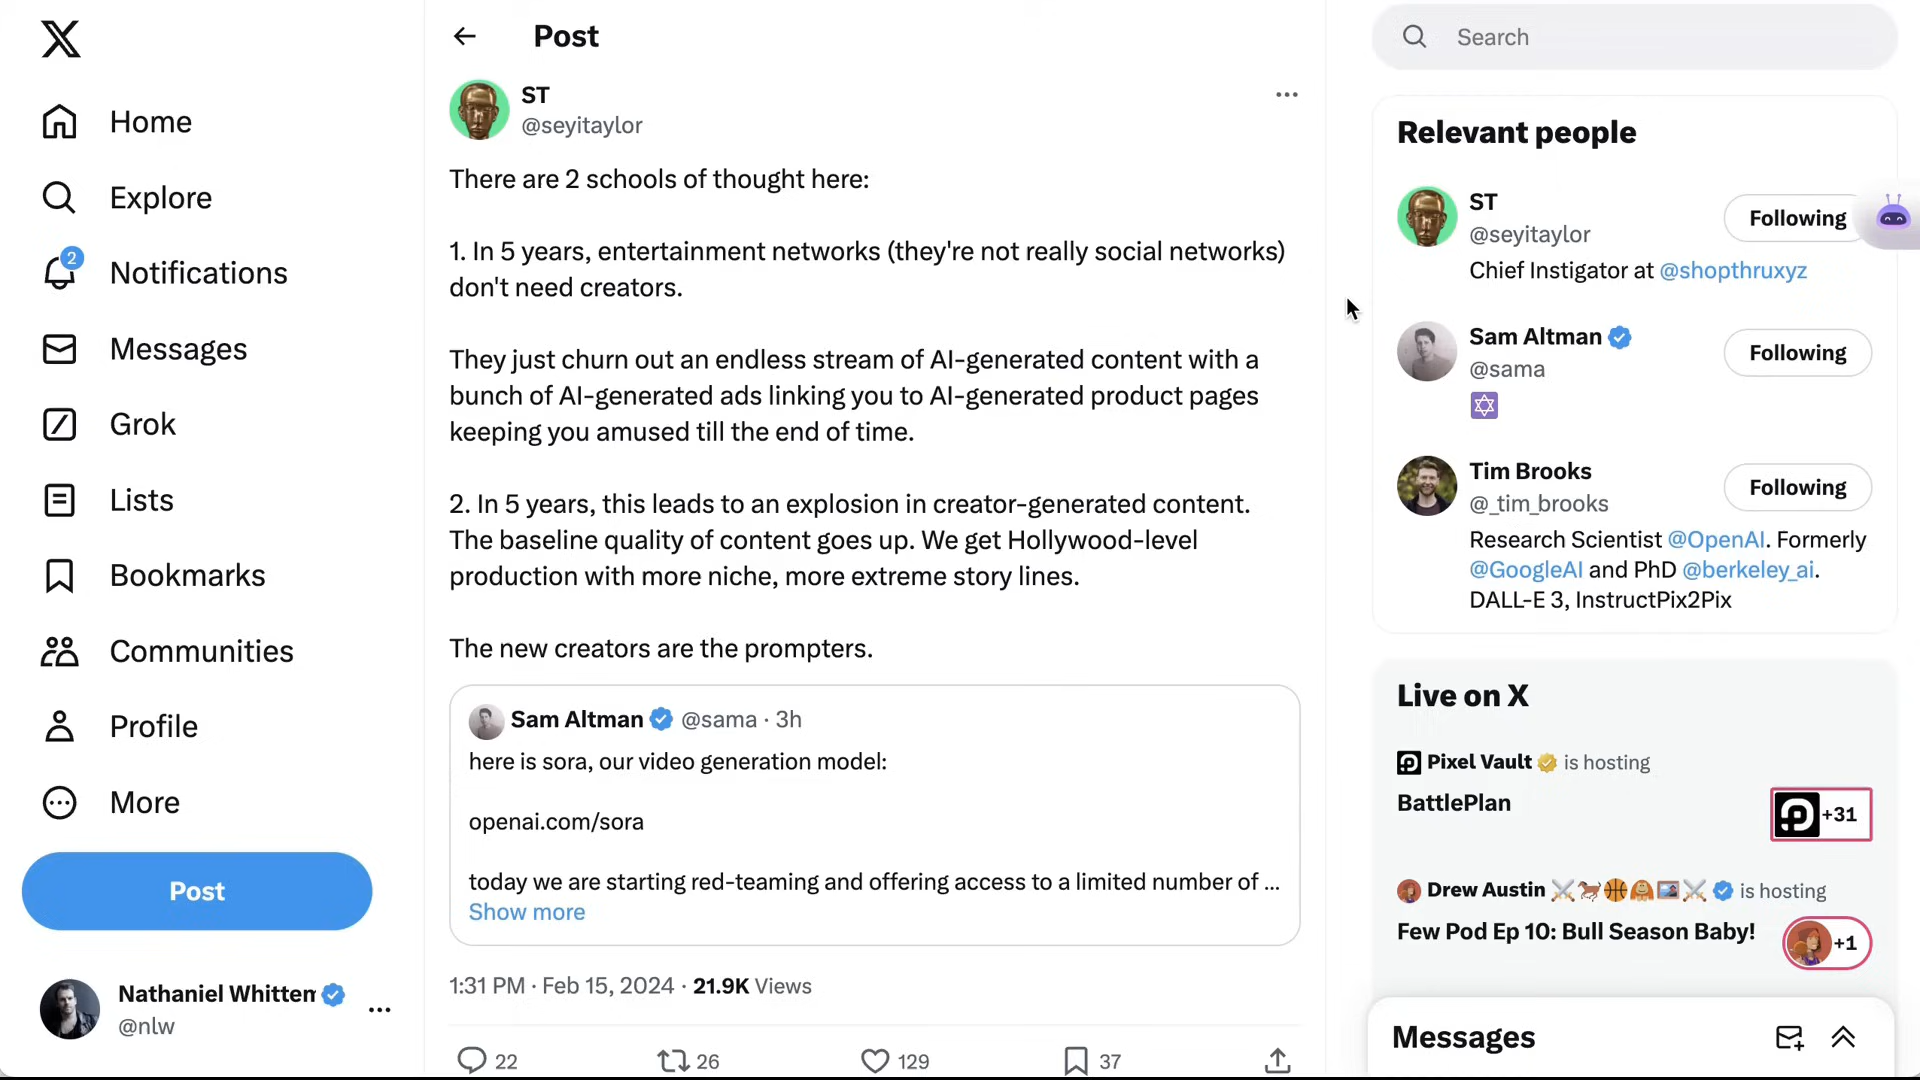 Home
Explore
2
Notifications
Messages
Grok
Lists
Bookmarks
Communities
Profile
More
Post
Nathaniel Whittem
@nlw
Post
ST
@seyitaylor
There are 2 schools of thought here:
1. In 5 years, entertainment networks (they're not really social networks)
don't need creators.
They just churn out an endless stream of AI-generated content with a
bunch of AI-generated ads linking you to AI-generated product pages
keeping you amused till the end of time.
2. In 5 years, this leads to an explosion in creator-generated content.
The baseline quality of content goes up. We get Hollywood-level
production with more niche, more extreme story lines.
The new creators are the prompters.
Sam Altman @sama · 3h
here is sora, our video generation model:
openai.com/sora
today we are starting red-teaming and offering access to a limited number of ...
Show more
1:31 PM · Feb 15, 2024 · 21.9K Views
22 26 129 37
Search
Relevant people
ST
@seyitaylor
Following
Chief Instigator at @shopthruxyz
Sam Altman
@sama
Following
Tim Brooks
@_tim_brooks
Following
Research Scientist @OpenAI. Formerly
@GoogleAI and PhD @berkeley_ai.
DALL-E 3, InstructPix2Pix
Live on X
Pixel Vault is hosting
BattlePlan
+31
Drew Austin is hosting
Few Pod Ep 10: Bull Season Baby!
+1
Messages